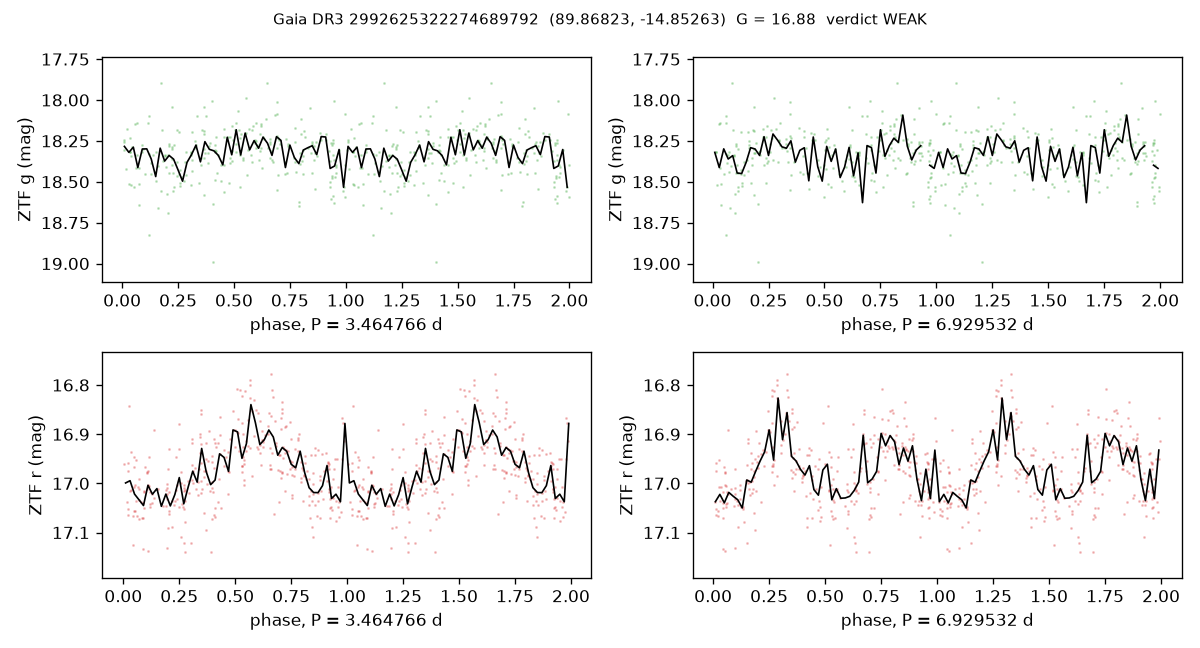 Gaia DR3 2992625322274689792 (89.86823, -14.85263) G = 16.88 verdict WEAK
17.75
18.00
18.25
18.50
18.75
19.00
ZTF g (mag)
0.00 0.25 0.50 0.75 1.00 1.25 1.50 1.75 2.00
phase, P = 3.464766 d
17.75
18.00
18.25
18.50
18.75
19.00
ZTF g (mag)
0.00 0.25 0.50 0.75 1.00 1.25 1.50 1.75 2.00
phase, P = 6.929532 d
16.8
16.9
17.0
17.1
ZTF r (mag)
0.00 0.25 0.50 0.75 1.00 1.25 1.50 1.75 2.00
phase, P = 3.464766 d
16.8
16.9
17.0
17.1
ZTF r (mag)
0.00 0.25 0.50 0.75 1.00 1.25 1.50 1.75 2.00
phase, P = 6.929532 d